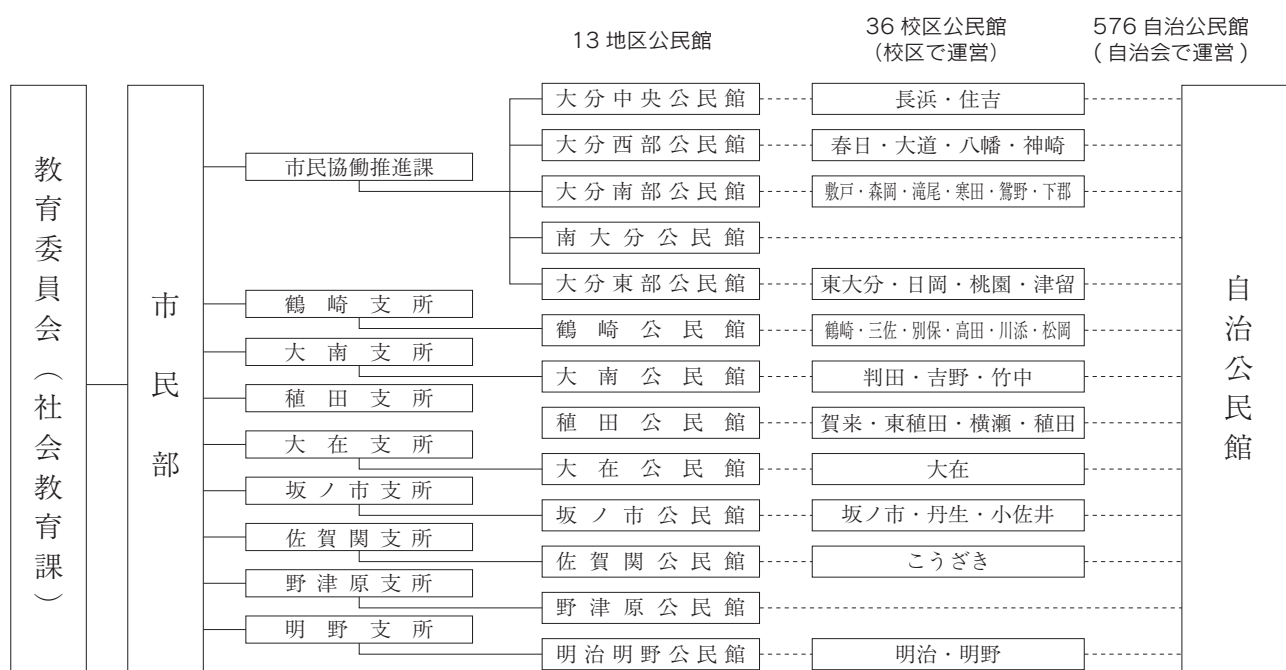 13 地区公民館
36 校区公民館
（校区で運営）
576 自治公民館
( 自治会で運営 )
教育委員会（社会教育課）
市民部
市民協働推進課
鶴崎支所
大南支所
稙田支所
大在支所
坂ノ市支所
佐賀関支所
野津原支所
明野支所
大分中央公民館
長浜・住吉
大分西部公民館
春日・大道・八幡・神崎
大分南部公民館
敷戸・森岡・滝尾・寒田・鴛野・下郡
南大分公民館
大分東部公民館
東大分・日岡・桃園・津留
鶴崎公民館
鶴崎・三佐・別保・高田・川添・松岡
大南公民館
判田・吉野・竹中
稙田公民館
賀来・東稙田・横瀬・稙田
大在公民館
大在
坂ノ市公民館
坂ノ市・丹生・小佐井
佐賀関公民館
こうざき
野津原公民館
明治明野公民館
明治・明野
自治公民館